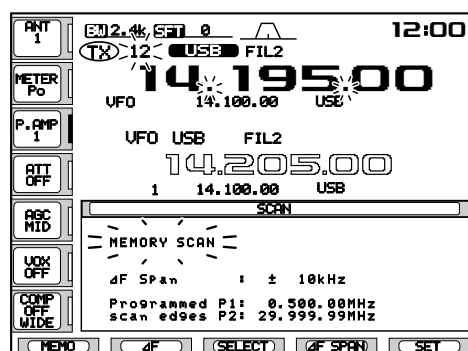 ANT
1
BW 2.4k SFT 0
12:00
TX 12 USB FIL2
14.195.00
VFO 14.100.00 USB
METER
Po
P.AMP
1
VFO USB FIL2
14.205.00
1 14.100.00 USB
ATT
OFF
AGC
MID
VOX
OFF
COMP
OFF
WIDE
SCAN
MEMORY SCAN
⊿F Span : ± 10kHz
Programmed P1: 0.500.00MHz
scan edges P2: 29.999.99MHz
MEMO ⊿F SELECT ⊿F SPAN SET